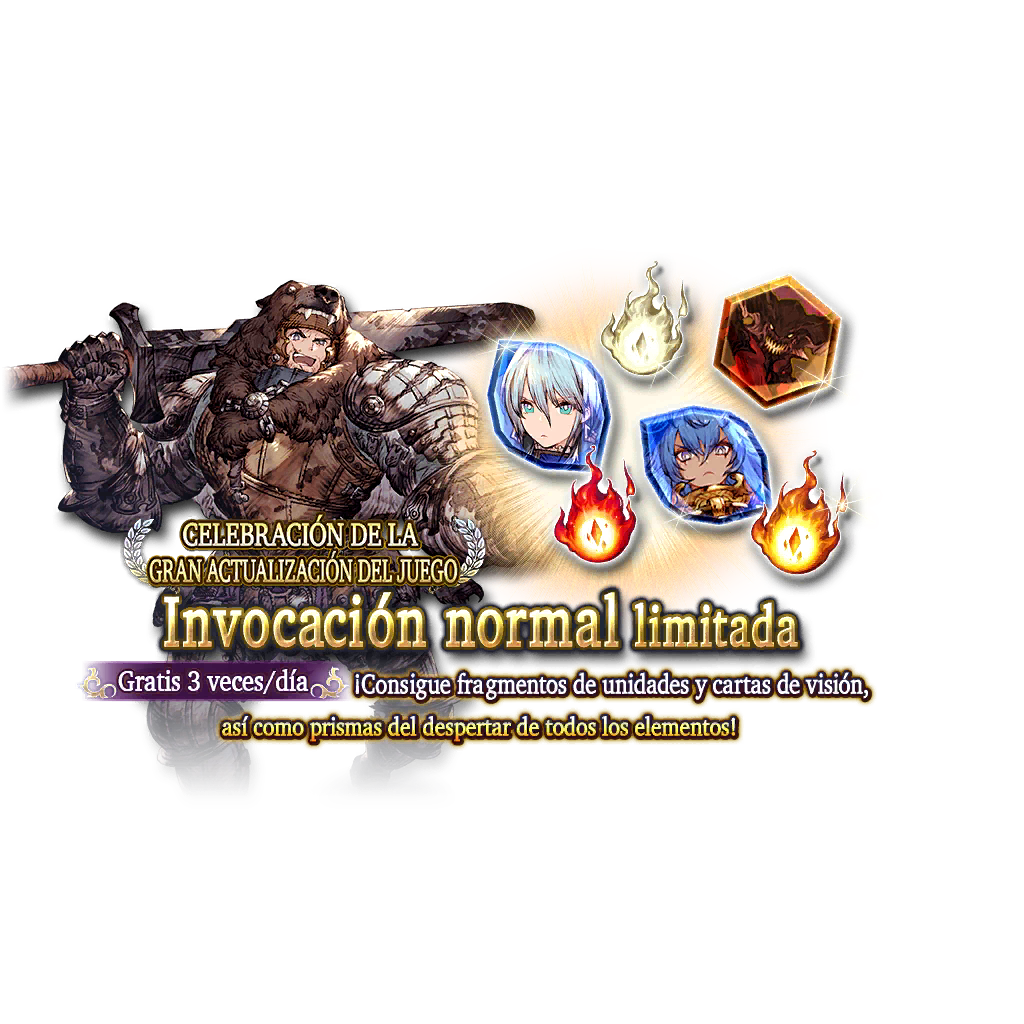 CELEBRACIÓN DE LA
GRAN ACTUALIZACIÓN DEL JUEGO
Invocación normal limitada
Gratis 3 veces/día ¡Consigue fragmentos de unidades y cartas de visión,
así como prismas del despertar de todos los elementos!